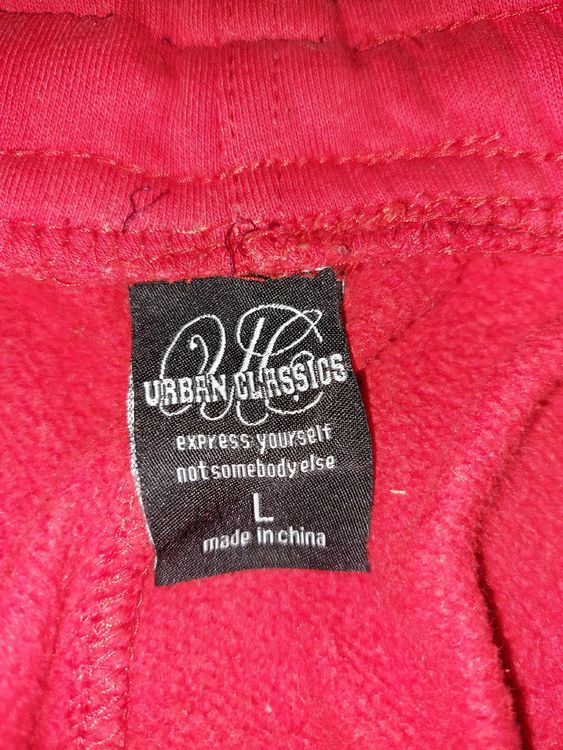 UC
URBAN CLASSICS
express yourself
notsomebodyelse
L
made in china